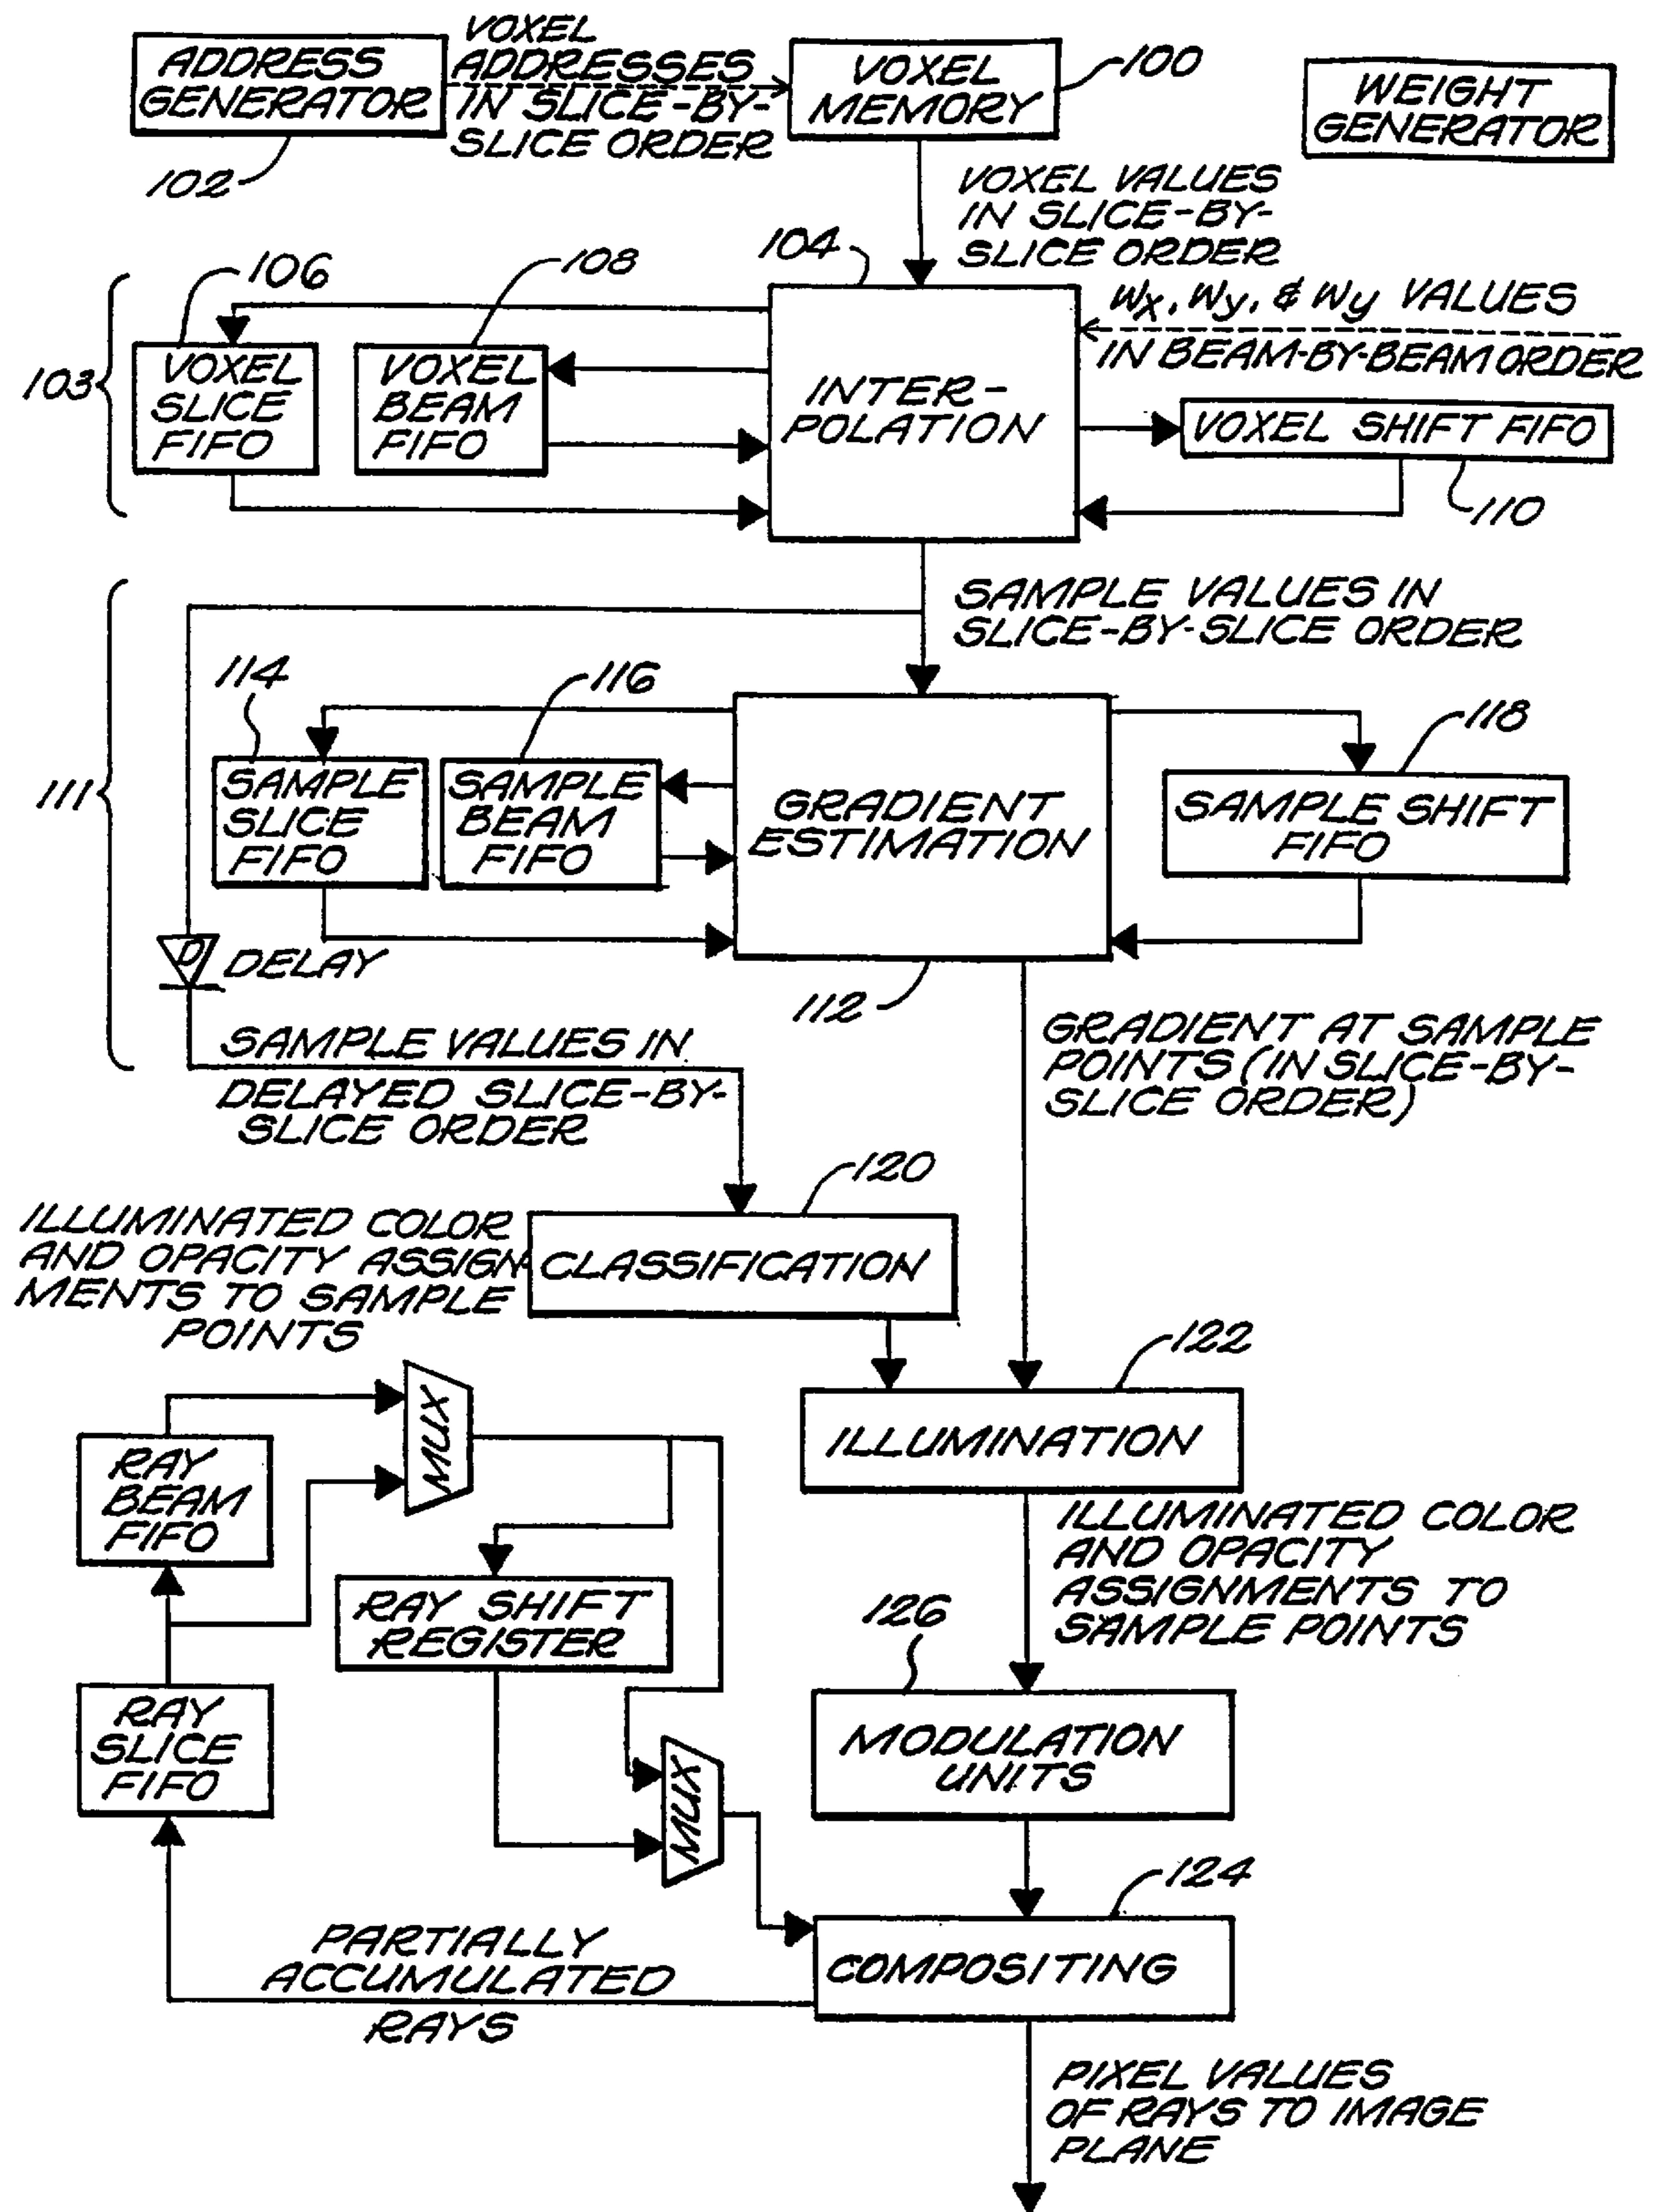 ADDRESS
GENERATOR
102
VOXEL
ADDRESSES
IN SLICE-BY-
SLICE ORDER
VOXEL
MEMORY
100
WEIGHT
GENERATOR
VOXEL VALUES
IN SLICE-BY-
SLICE ORDER
103
106
VOXEL
SLICE
FIFO
108
VOXEL
BEAM
FIFO
104
INTER-
POLATION
Wx, Wy, & Wy VALUES
IN BEAM-BY-BEAM ORDER
VOXEL SHIFT FIFO
110
SAMPLE VALUES IN
SLICE-BY-SLICE ORDER
111
114
SAMPLE
SLICE
FIFO
116
SAMPLE
BEAM
FIFO
GRADIENT
ESTIMATION
112
118
SAMPLE SHIFT
FIFO
D
DELAY
SAMPLE VALUES IN
DELAYED SLICE-BY-
SLICE ORDER
GRADIENT AT SAMPLE
POINTS (IN SLICE-BY-
SLICE ORDER)
ILLUMINATED COLOR
AND OPACITY ASSIGN-
MENTS TO SAMPLE
POINTS
120
CLASSIFICATION
122
ILLUMINATION
MUX
RAY
BEAM
FIFO
RAY SHIFT
REGISTER
ILLUMINATED COLOR
AND OPACITY
ASSIGNMENTS TO
SAMPLE POINTS
126
MODULATION
UNITS
RAY
SLICE
FIFO
MUX
124
COMPOSITING
PARTIALLY
ACCUMULATED
RAYS
PIXEL VALUES
OF RAYS TO IMAGE
PLANE